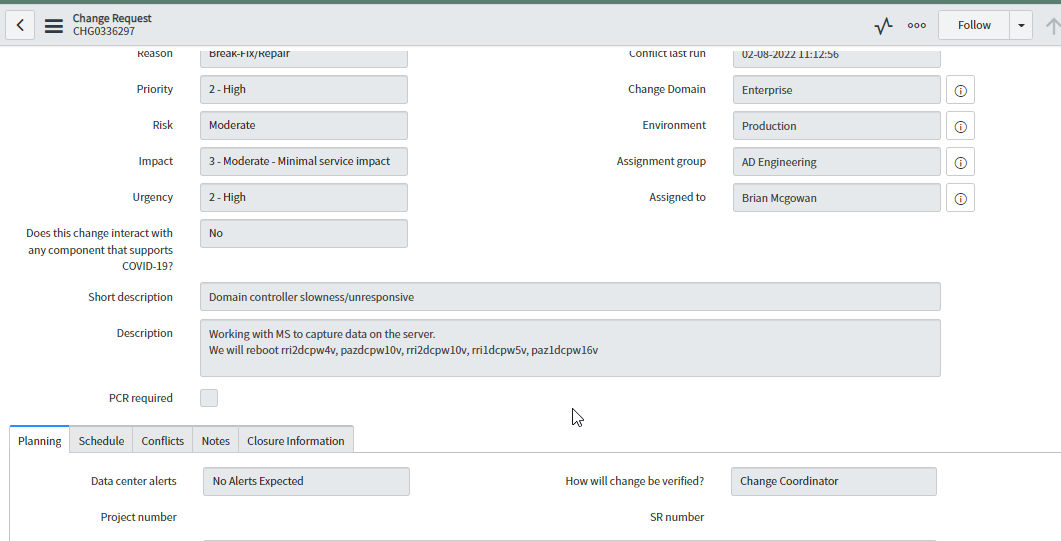 Change Request
CHG0336297
Follow
Reason Break-Fix/Repair Conflict last run 02-08-2022 11:12:56
Priority 2 - High Change Domain Enterprise
Risk Moderate Environment Production
Impact 3 - Moderate - Minimal service impact Assignment group AD Engineering
Urgency 2 - High Assigned to Brian Mcgowan
Does this change interact with No
any component that supports
COVID-19?
Short description Domain controller slowness/unresponsive
Description Working with MS to capture data on the server.
We will reboot rri2dcpw4v, pazdcpw10v, rri2dcpw10v, rri1dcpw5v, paz1dcpw16v
PCR required
Planning Schedule Conflicts Notes Closure Information
Data center alerts No Alerts Expected How will change be verified? Change Coordinator
Project number SR number